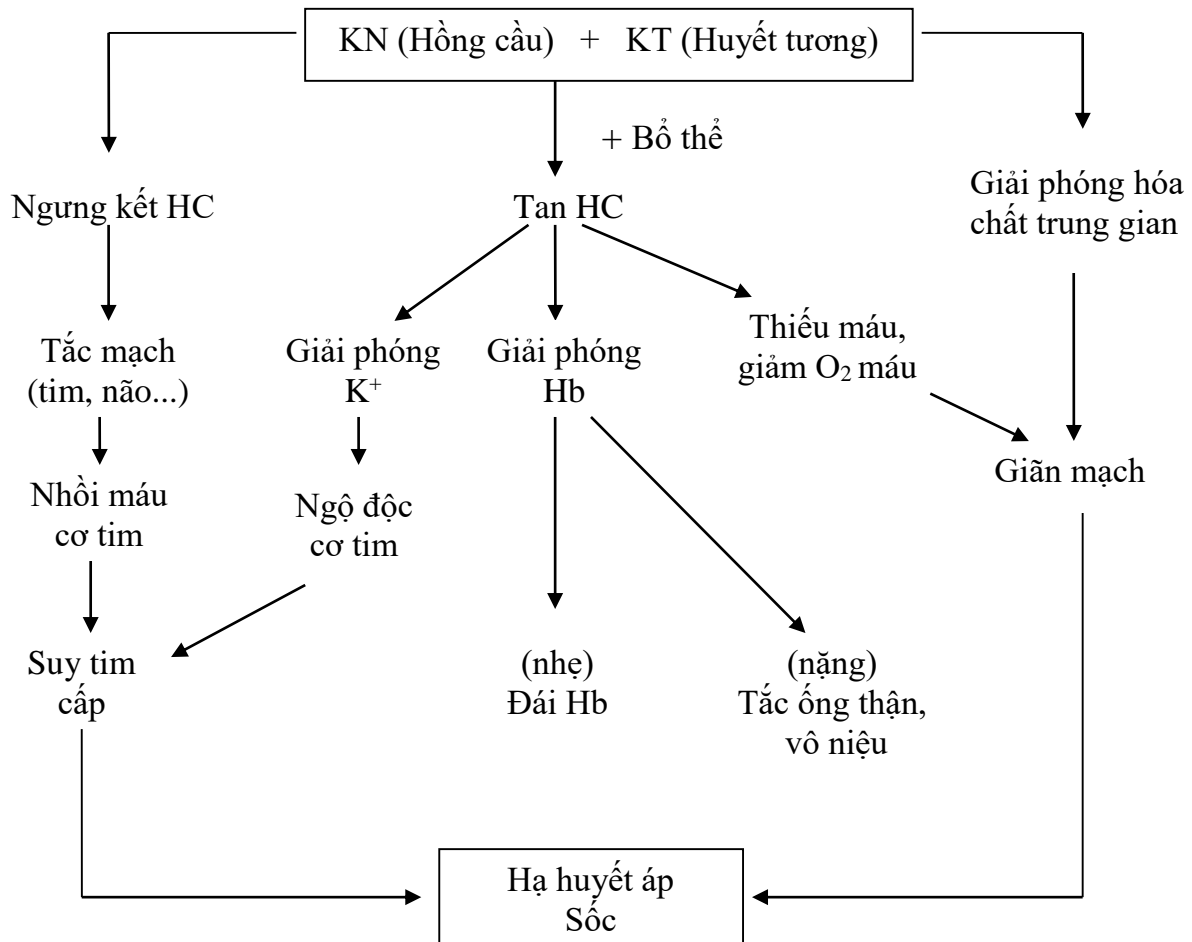 KN (Hồng cầu) + KT (Huyết tương)
+ Bổ thể
Ngưng kết HC
Tan HC
Giải phóng hóa
chất trung gian
Tắc mạch
(tim, não...)
Giải phóng
K⁺
Giải phóng
Hb
Thiếu máu,
giảm O₂ máu
Nhồi máu
cơ tim
Ngộ độc
cơ tim
Giãn mạch
Suy tim
cấp
(nhẹ)
Đái Hb
(nặng)
Tắc ống thận,
vô niệu
Hạ huyết áp
Sốc